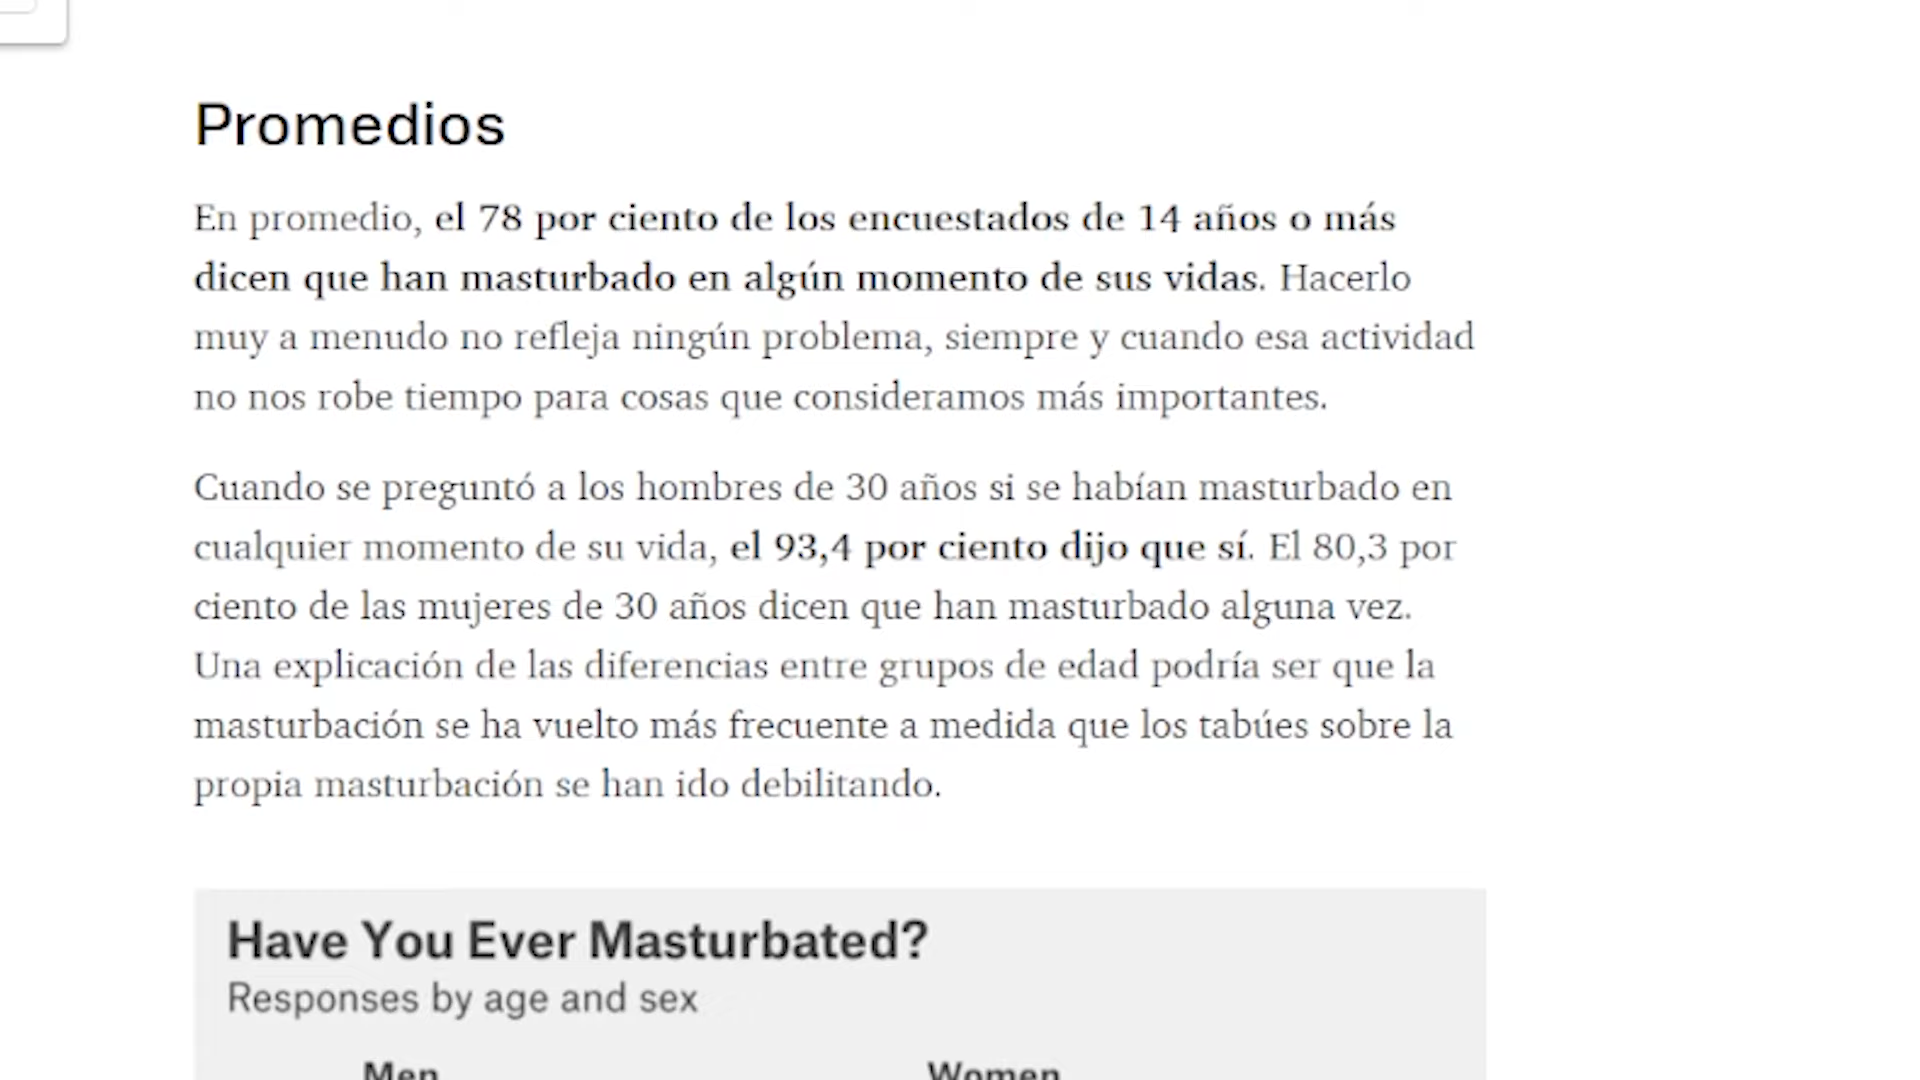 Promedios
En promedio, el 78 por ciento de los encuestados de 14 años o más
dicen que han masturbado en algún momento de sus vidas. Hacerlo
muy a menudo no refleja ningún problema, siempre y cuando esa actividad
no nos robe tiempo para cosas que consideramos más importantes.
Cuando se preguntó a los hombres de 30 años si se habían masturbado en
cualquier momento de su vida, el 93,4 por ciento dijo que sí. El 80,3 por
ciento de las mujeres de 30 años dicen que han masturbado alguna vez.
Una explicación de las diferencias entre grupos de edad podría ser que la
masturbación se ha vuelto más frecuente a medida que los tabúes sobre la
propia masturbación se han ido debilitando.
Have You Ever Masturbated?
Responses by age and sex
Men Women